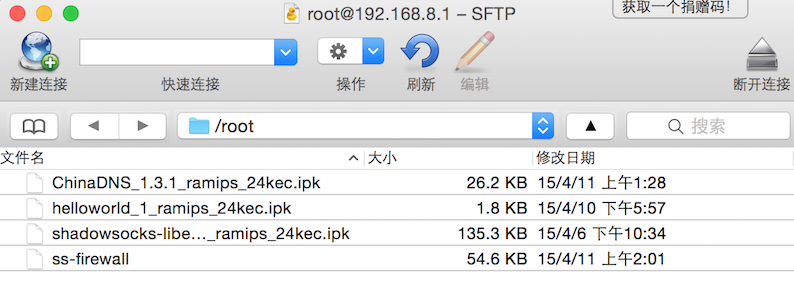 root@192.168.8.1 – SFTP
获取一个捐赠码!
新建连接 快速连接 操作 刷新 编辑 断开连接
/root 搜索
文件名 大小 修改日期
ChinaDNS_1.3.1_ramips_24kec.ipk 26.2 KB 15/4/11 上午1:28
helloworld_1_ramips_24kec.ipk 1.8 KB 15/4/10 下午5:57
shadowsocks-libe…_ramips_24kec.ipk 135.3 KB 15/4/6 下午10:34
ss-firewall 54.6 KB 15/4/11 上午2:01